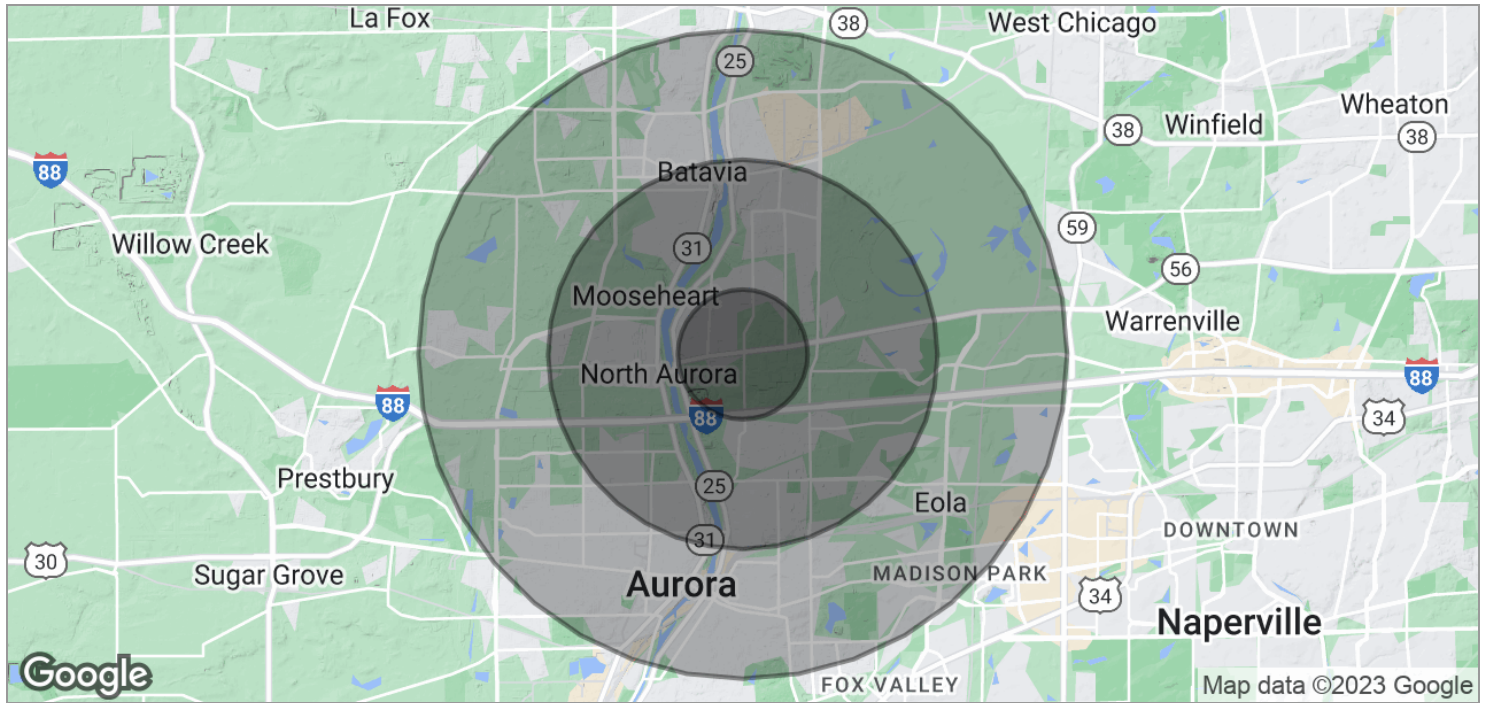 La Fox
38
West Chicago
25
Wheaton
38
Winfield
38
88
Batavia
59
Willow Creek
31
56
Mooseheart
Warrenville
North Aurora
88
88
88
34
Prestbury
25
Eola
DOWNTOWN
31
30
Sugar Grove
Aurora
MADISON PARK
34
Naperville
Google
FOX VALLEY
Map data ©2023 Google